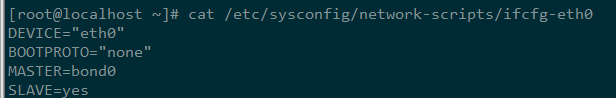 [root@localhost ~]# cat /etc/sysconfig/network-scripts/ifcfg-eth0
DEVICE="eth0"
BOOTPROTO="none"
MASTER=bond0
SLAVE=yes